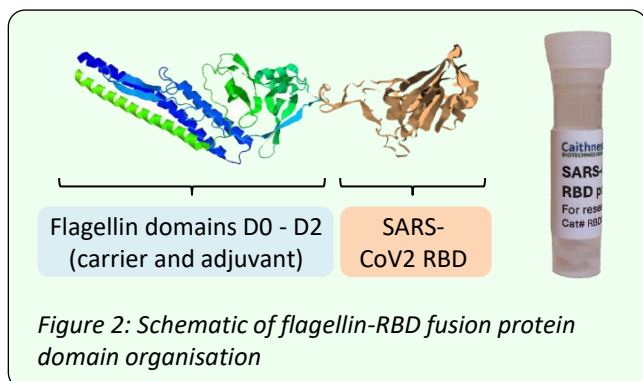 Flagellin domains D0 - D2
(carrier and adjuvant)
SARS-
CoV2 RBD
Caithness
SARS-
RBD
For
Cat# RBD
Figure 2: Schematic of flagellin-RBD fusion protein
domain organisation